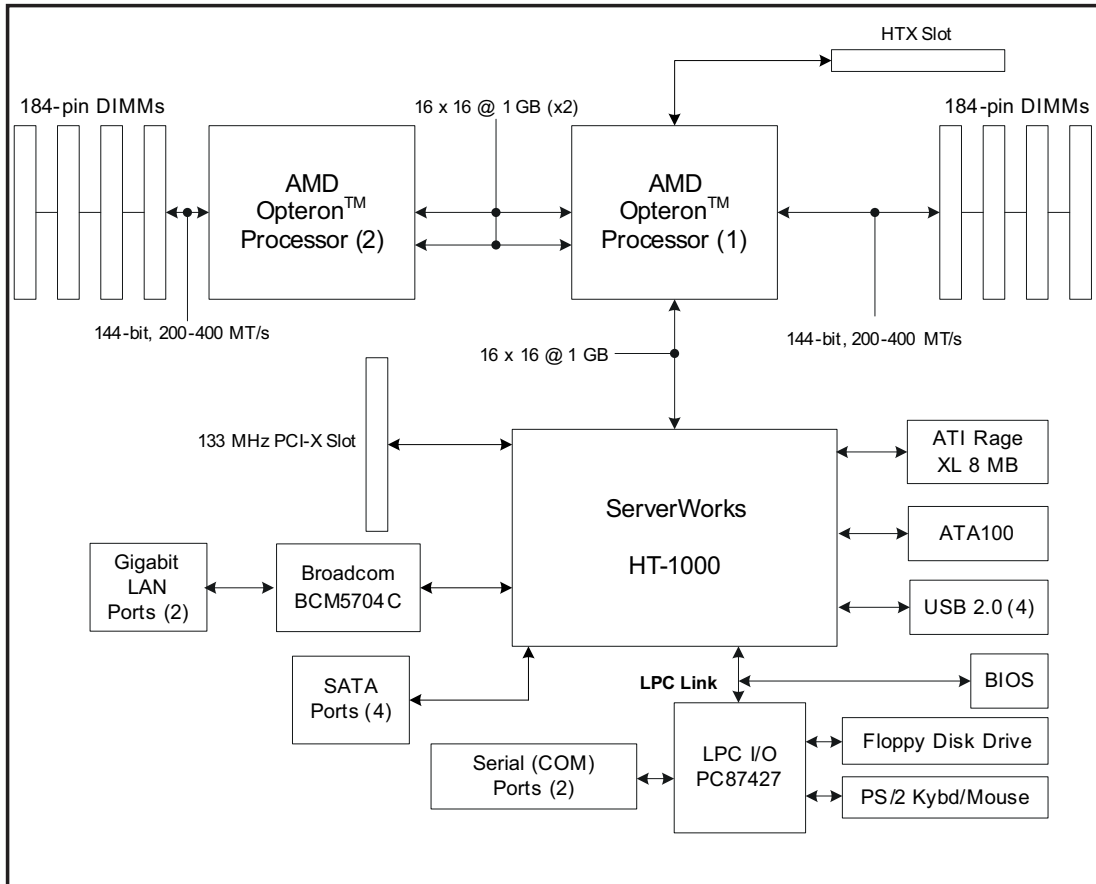 HTX Slot
184-pin DIMMs
16 x 16 @ 1 GB (x2)
184-pin DIMMs
AMD
Opteron™
Processor (2)
AMD
Opteron™
Processor (1)
144-bit, 200-400 MT/s
144-bit, 200-400 MT/s
16 x 16 @ 1 GB
133 MHz PCI-X Slot
ServerWorks
HT-1000
ATI Rage
XL 8 MB
ATA100
USB 2.0 (4)
Gigabit
LAN
Ports (2)
Broadcom
BCM5704C
SATA
Ports (4)
LPC Link
BIOS
LPC I/O
PC87427
Floppy Disk Drive
PS/2 Kybd/Mouse
Serial (COM)
Ports (2)